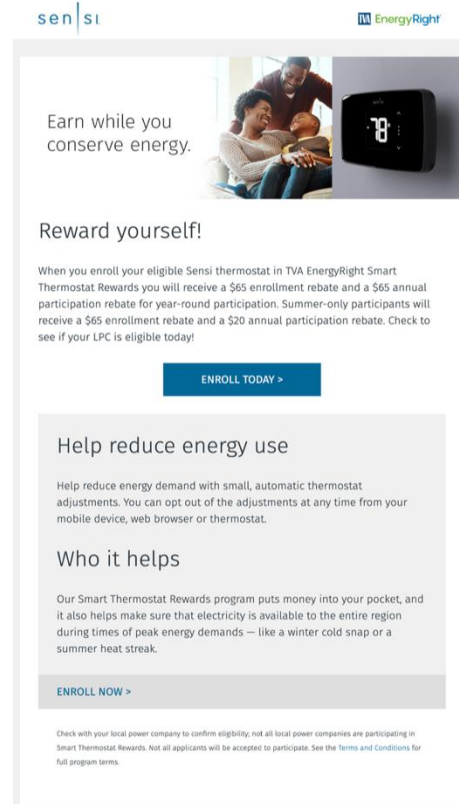 sensi
TVA EnergyRight
Earn while you
conserve energy.
78
Reward yourself!
When you enroll your eligible Sensi thermostat in TVA EnergyRight Smart
Thermostat Rewards you will receive a $65 enrollment rebate and a $65 annual
participation rebate for year-round participation. Summer-only participants will
receive a $65 enrollment rebate and a $20 annual participation rebate. Check to
see if your LPC is eligible today!
ENROLL TODAY >
Help reduce energy use
Help reduce energy demand with small, automatic thermostat
adjustments. You can opt out of the adjustments at any time from your
mobile device, web browser or thermostat.
Who it helps
Our Smart Thermostat Rewards program puts money into your pocket, and
it also helps make sure that electricity is available to the entire region
during times of peak energy demands — like a winter cold snap or a
summer heat streak.
ENROLL NOW >
Check with your local power company to confirm eligibility; not all local power companies are participating in
Smart Thermostat Rewards. Not all applicants will be accepted to participate. See the Terms and Conditions for
full program terms.